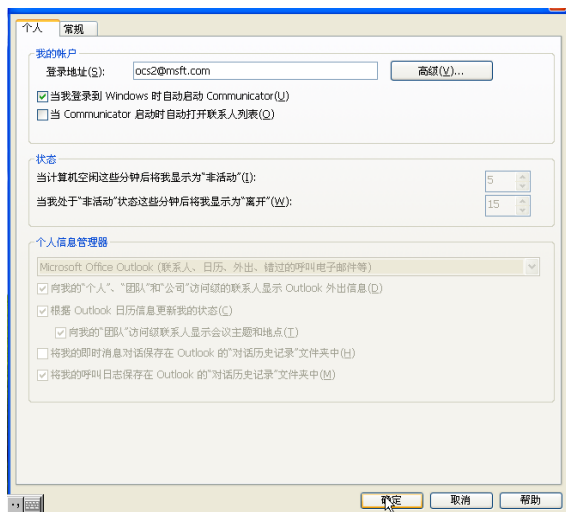 个人 常规
我的帐户
登录地址(S): ocs2@msft.com 高级(V)...
当我登录到 Windows 时自动启动 Communicator(U)
当 Communicator 启动时自动打开联系人列表(O)
状态
当计算机空闲这些分钟后将我显示为"非活动"(I): 5
当我处于"非活动"状态这些分钟后将我显示为"离开"(W): 15
个人信息管理器
Microsoft Office Outlook (联系人、日历、外出、错过的呼叫电子邮件等)
向我的"个人"、"团队"和"公司"访问级的联系人显示 Outlook 外出信息(D)
根据 Outlook 日历信息更新我的状态(C)
向我的"团队"访问级联系人显示会议主题和地点(T)
将我的即时消息对话保存在 Outlook 的"对话历史记录"文件夹中(H)
将我的呼叫日志保存在 Outlook 的"对话历史记录"文件夹中(M)
确定 取消 帮助